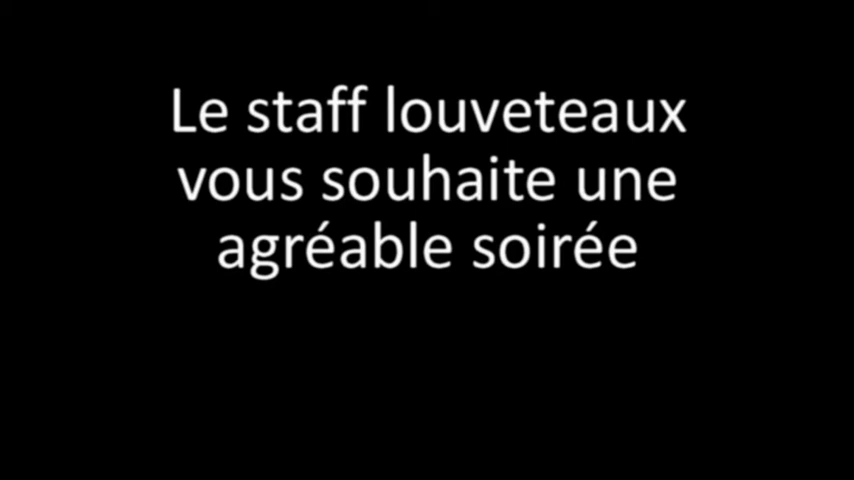 Le staff louveteaux
vous souhaite une
agréable soirée